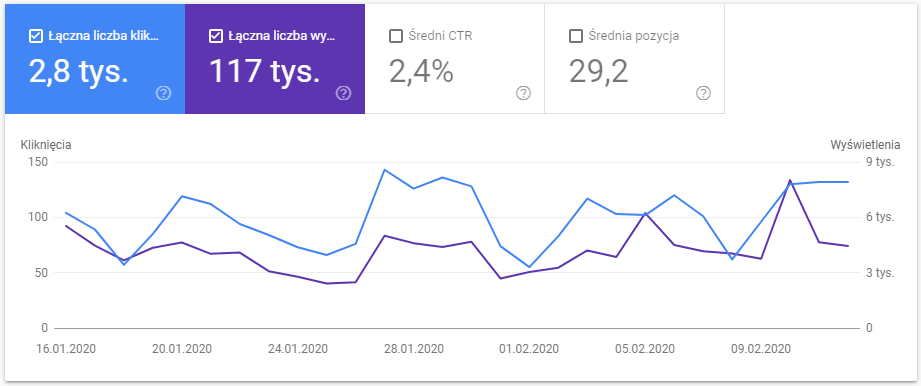 Łączna liczba klik...
2,8 tys.
Łączna liczba wy...
117 tys.
Średni CTR
2,4%
Średnia pozycja
29,2
Kliknięcia
Wyświetlenia
150
9 tys.
100
6 tys.
50
3 tys.
0
0
16.01.2020
20.01.2020
24.01.2020
28.01.2020
01.02.2020
05.02.2020
09.02.2020